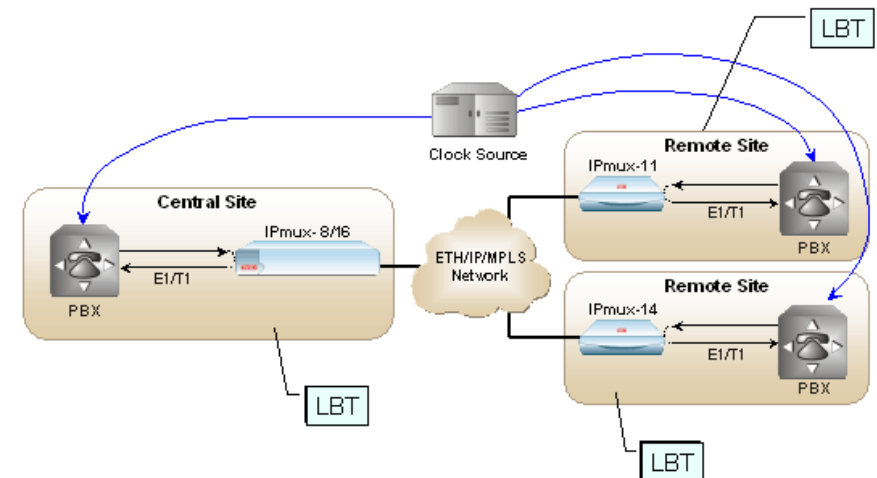 LBT
Clock Source
Remote Site
IPmux-11
E1/T1
PBX
Central Site
IPmux- 8/16
E1/T1
PBX
ETH/IP/MPLS
Network
Remote Site
IPmux-14
E1/T1
PBX
LBT
LBT